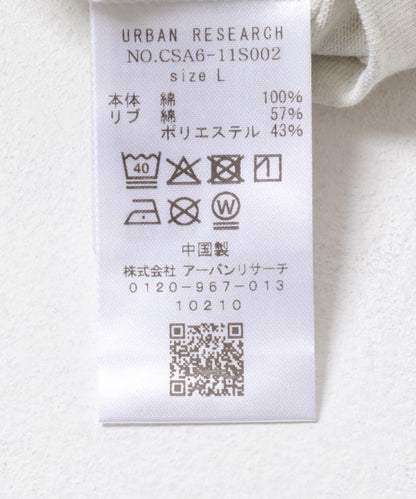 URBAN RESEARCH
NO.CSA6-11S002
size L
本体 綿 100%
リブ 綿 57%
ポリエステル 43%
40
W
中国製
株式会社 アーバンリサーチ
0120-967-013
10210